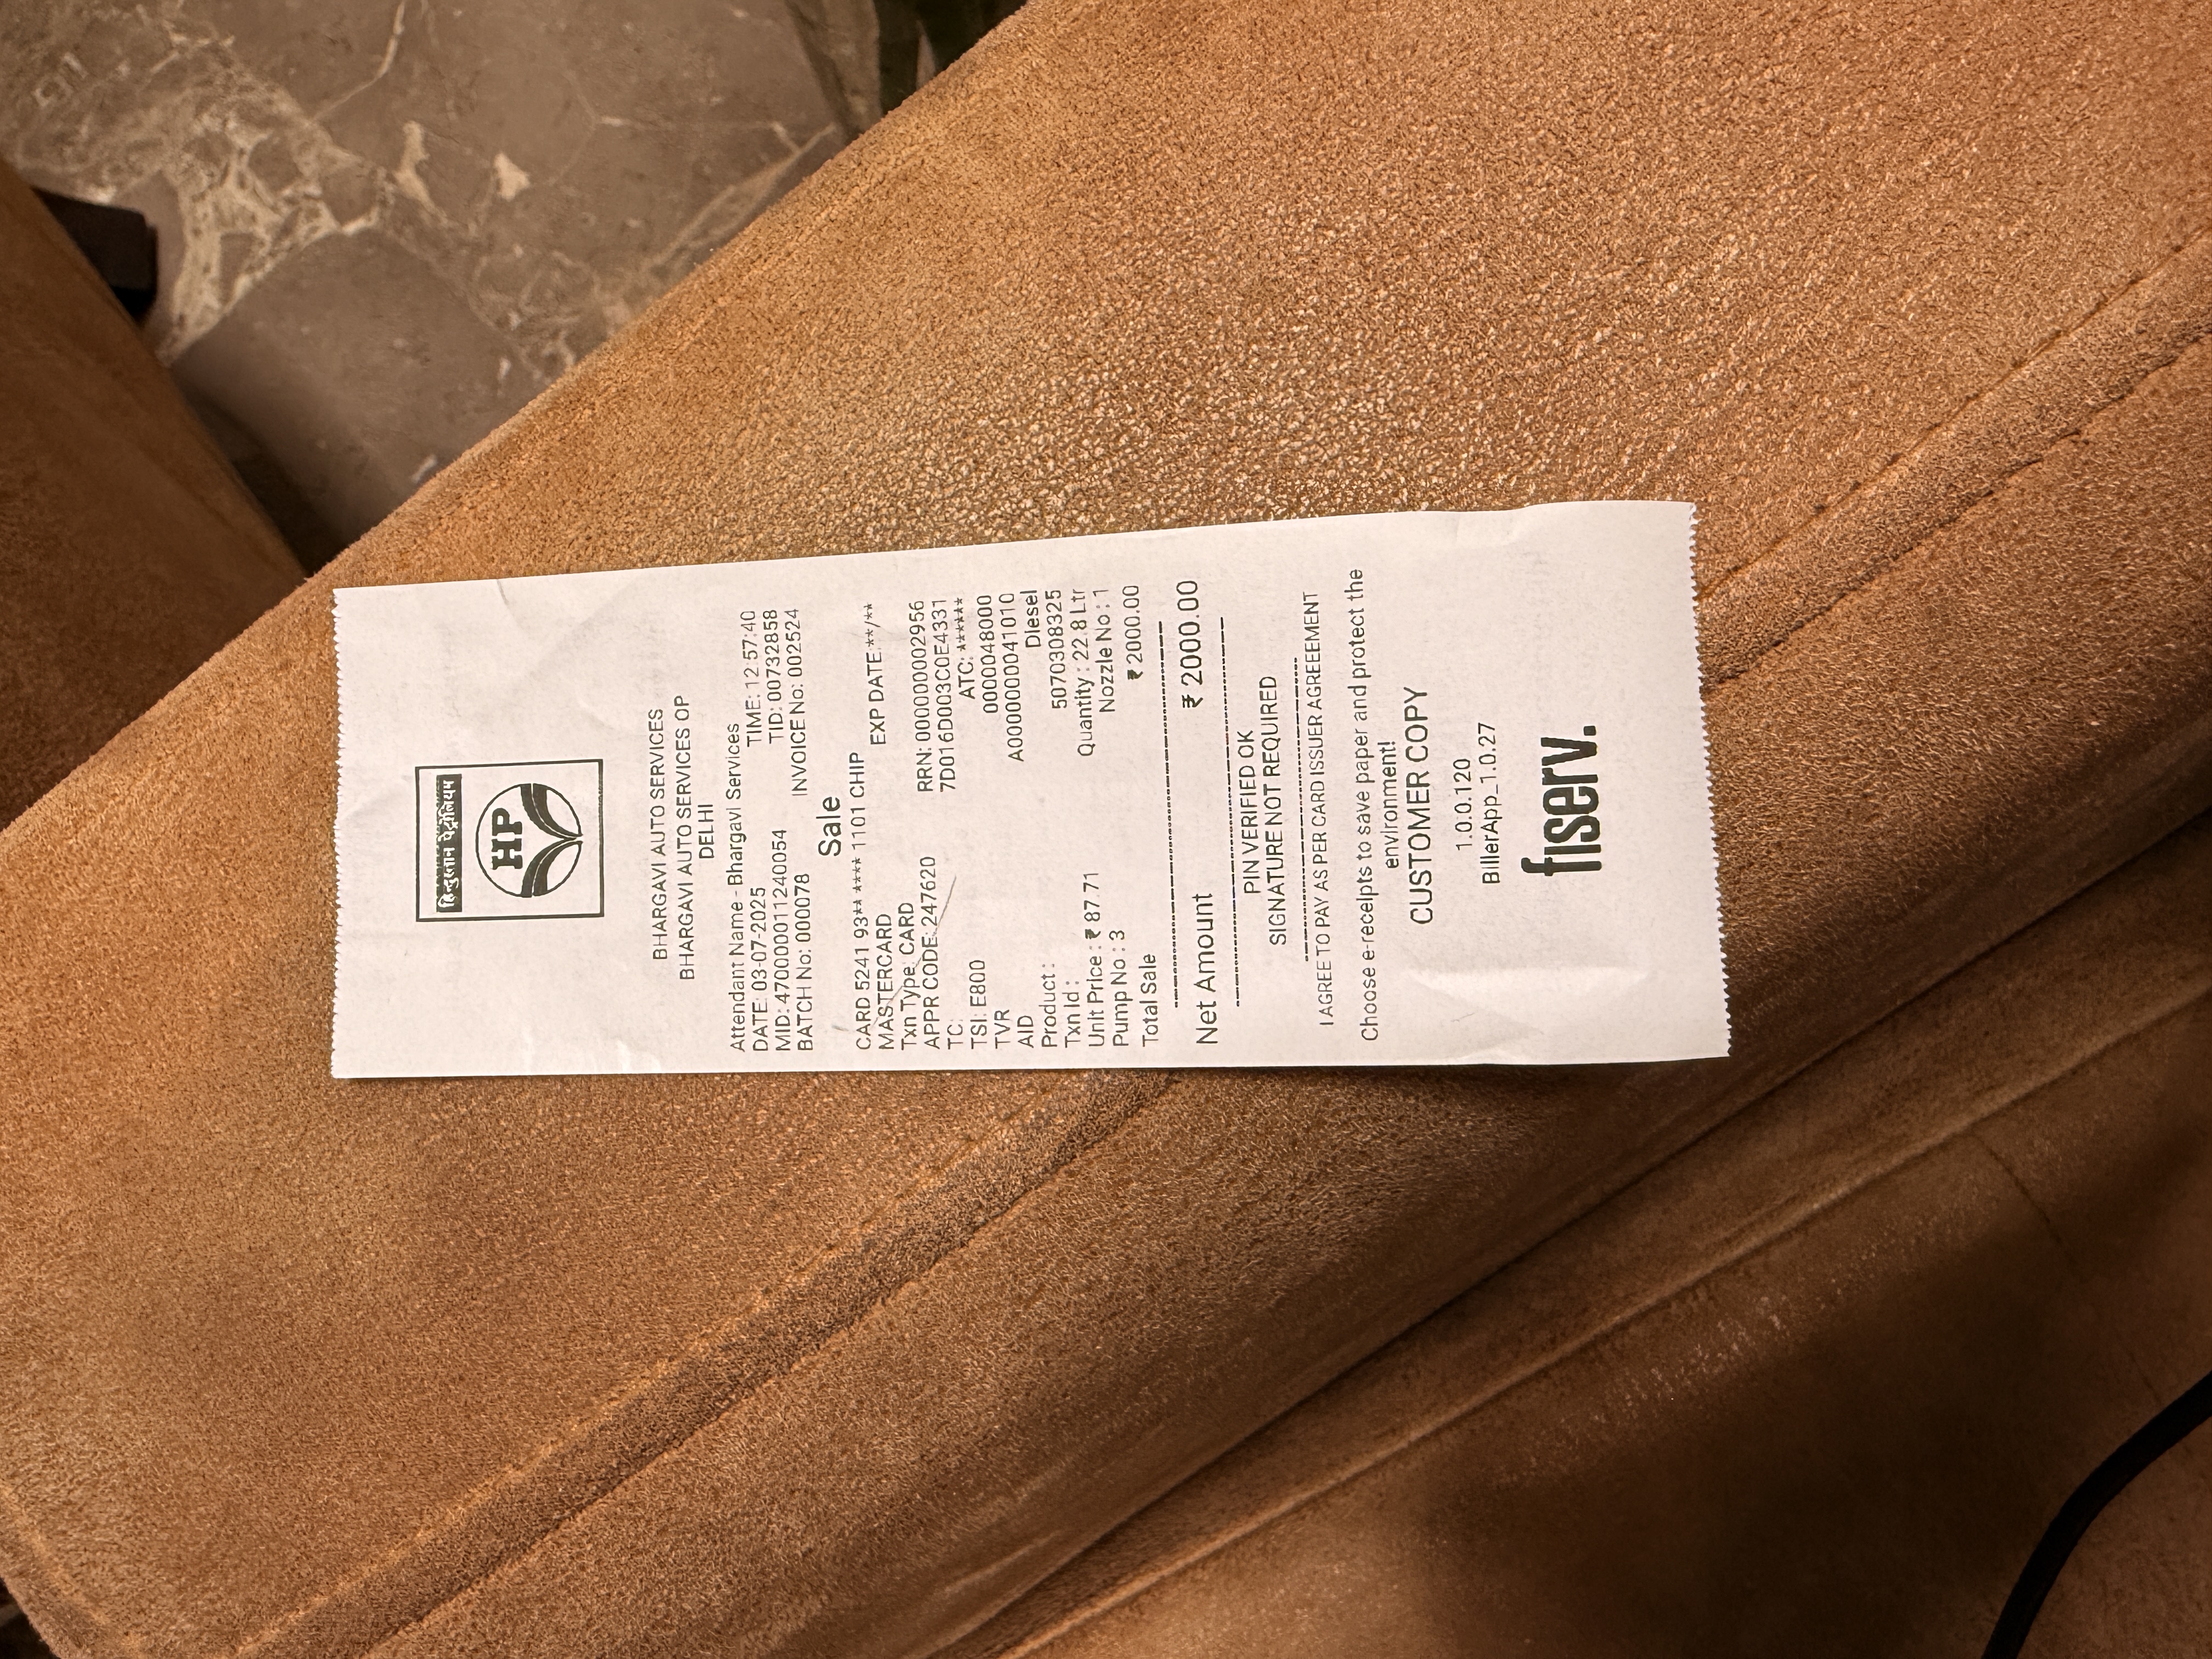 हिन्दुस्तान पेट्रोलियम
HP
BHARGAVI AUTO SERVICES
BHARGAVI AUTO SERVICES OP
DELHI
Attendant Name - Bhargavi Services
DATE: 03-07-2025 TIME: 12:57:40
MID: 470000011240054 TID: 00732858
BATCH No: 000078 INVOICE No: 002524
Sale
CARD 5241 93** **** 1101 CHIP
MASTERCARD EXP DATE:**/**
Txn Type: CARD
APPR CODE: 247620 RRN: 000000002956
TC: 7D016D003C0E4331
TSI: E800 ATC: ******
TVR 0000048000
AID A0000000041010
Product : Diesel
Txn Id : 5070308325
Unit Price : ₹ 87.71 Quantity : 22.8 Ltr
Pump No : 3 Nozzle No : 1
Total Sale ₹ 2000.00
Net Amount ₹ 2000.00
PIN VERIFIED OK
SIGNATURE NOT REQUIRED
I AGREE TO PAY AS PER CARD ISSUER AGREEEMENT
Choose e-receipts to save paper and protect the
environment!
CUSTOMER COPY
1.0.0.120
BillerApp_1.0.27
fiserv.